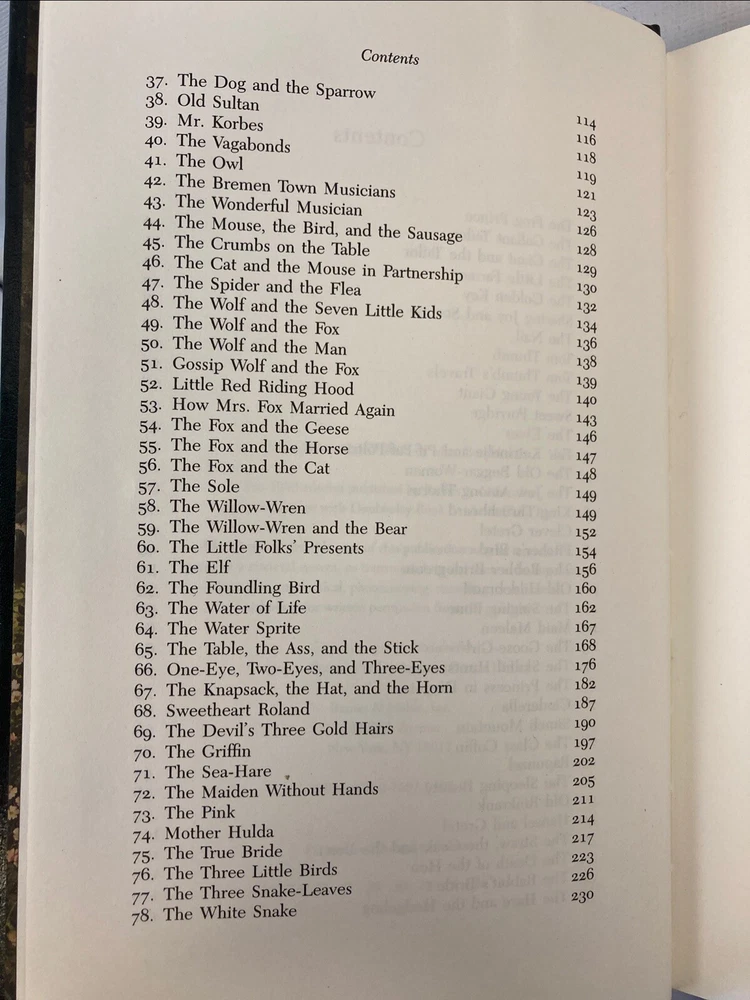 Contents
37. The Dog and the Sparrow 114
38. Old Sultan 116
39. Mr. Korbes 118
40. The Vagabonds 119
41. The Owl 121
42. The Bremen Town Musicians 123
43. The Wonderful Musician 126
44. The Mouse, the Bird, and the Sausage 128
45. The Crumbs on the Table 129
46. The Cat and the Mouse in Partnership 130
47. The Spider and the Flea 132
48. The Wolf and the Seven Little Kids 134
49. The Wolf and the Fox 136
50. The Wolf and the Man 138
51. Gossip Wolf and the Fox 139
52. Little Red Riding Hood 140
53. How Mrs. Fox Married Again 143
54. The Fox and the Geese 146
55. The Fox and the Horse 147
56. The Fox and the Cat 148
57. The Sole 149
58. The Willow-Wren 149
59. The Willow-Wren and the Bear 152
60. The Little Folks' Presents 154
61. The Elf 156
62. The Foundling Bird 160
63. The Water of Life 162
64. The Water Sprite 167
65. The Table, the Ass, and the Stick 168
66. One-Eye, Two-Eyes, and Three-Eyes 176
67. The Knapsack, the Hat, and the Horn 182
68. Sweetheart Roland 187
69. The Devil's Three Gold Hairs 190
70. The Griffin 197
71. The Sea-Hare 202
72. The Maiden Without Hands 205
73. The Pink 211
74. Mother Hulda 214
75. The True Bride 217
76. The Three Little Birds 223
77. The Three Snake-Leaves 226
78. The White Snake 230